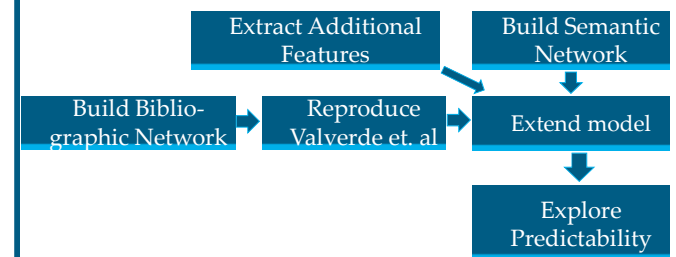 Extract Additional
Features
Build Semantic
Network
Build Biblio-
graphic Network
Reproduce
Valverde et. al
Extend model
Explore
Predictability